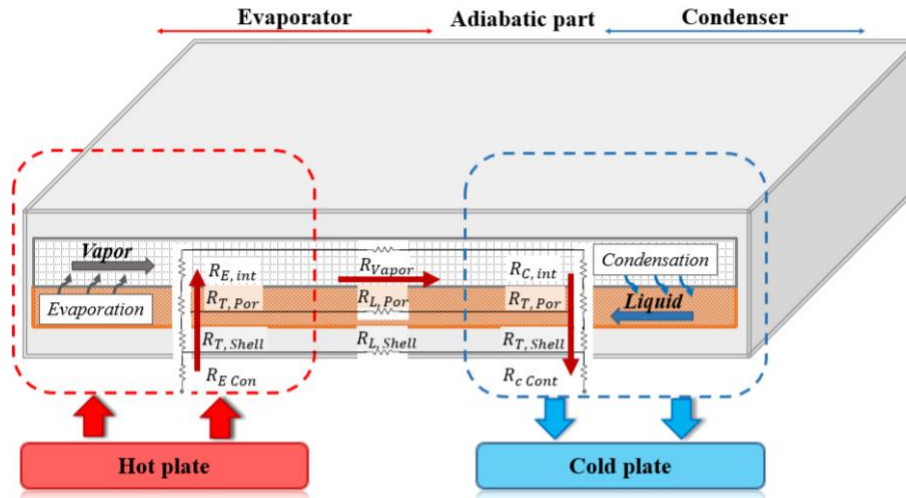 Evaporator Adiabatic part Condenser
Vapor
Evaporation
R_{E, int}
R_{Vapor}
R_{C, int}
Condensation
R_{T, Por}
R_{L, Por}
R_{T, Por}
Liquid
R_{T, Shell}
R_{L, Shell}
R_{T, Shell}
R_{E Con}
R_{c Cont}
Hot plate
Cold plate